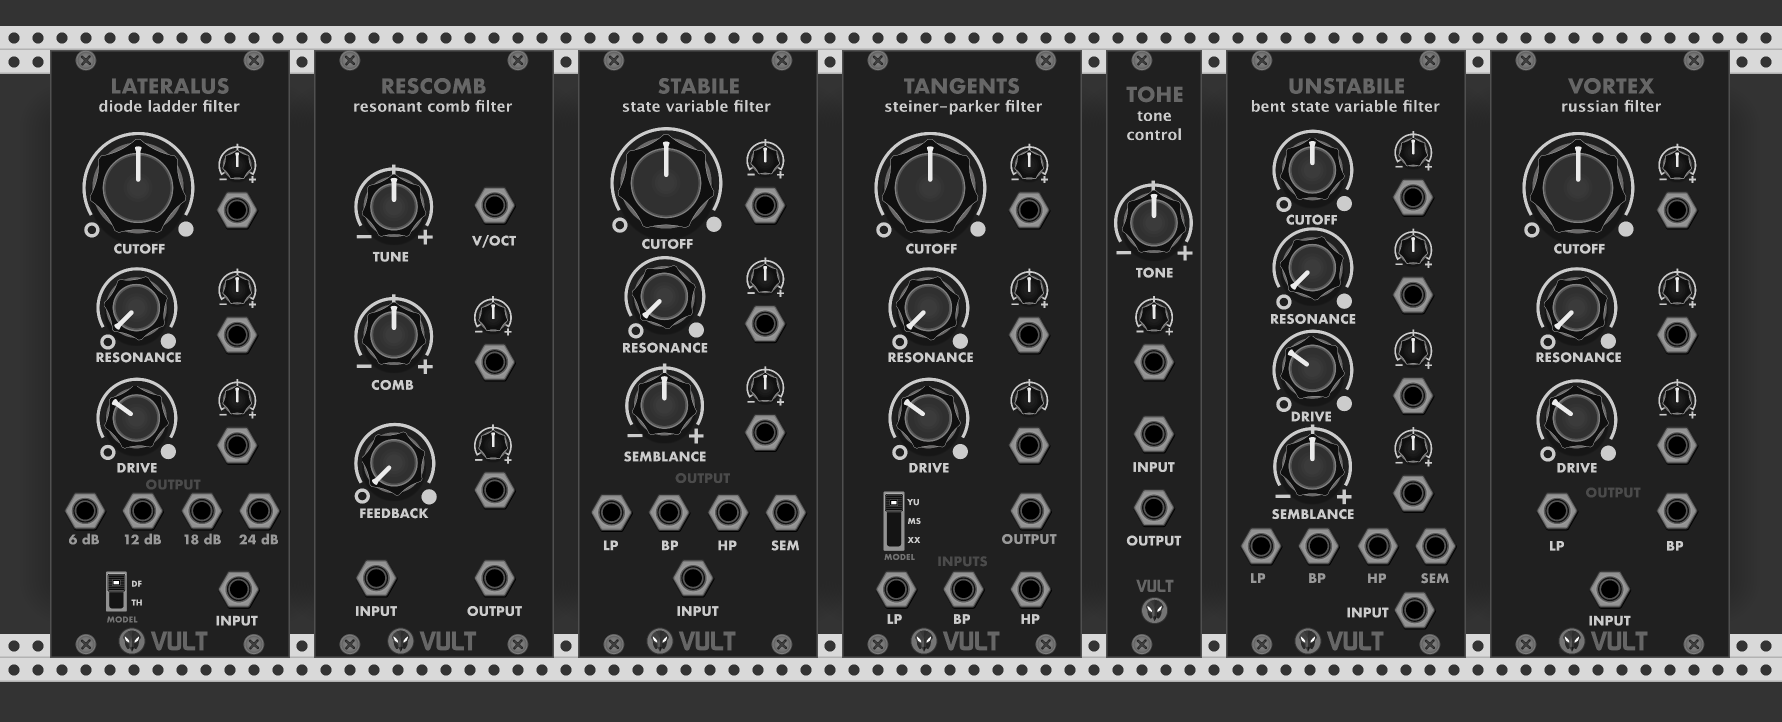 LATERALUS
diode ladder filter
CUTOFF
RESONANCE
DRIVE
OUTPUT
6 dB 12 dB 18 dB 24 dB
DF
TH
MODEL
INPUT
VULT
RESCOMB
resonant comb filter
TUNE
V/OCT
COMB
FEEDBACK
INPUT OUTPUT
VULT
STABILE
state variable filter
CUTOFF
RESONANCE
SEMBLANCE
OUTPUT
LP BP HP SEM
INPUT
VULT
TANGENTS
steiner-parker filter
CUTOFF
RESONANCE
DRIVE
YU
MS
XX
MODEL
OUTPUT
INPUTS
LP BP HP
VULT
TOHE
tone
control
TONE
INPUT
OUTPUT
VULT
UNSTABILE
bent state variable filter
CUTOFF
RESONANCE
DRIVE
SEMBLANCE
LP BP HP SEM
INPUT
VULT
VORTEX
russian filter
CUTOFF
RESONANCE
DRIVE
OUTPUT
LP BP
INPUT
VULT